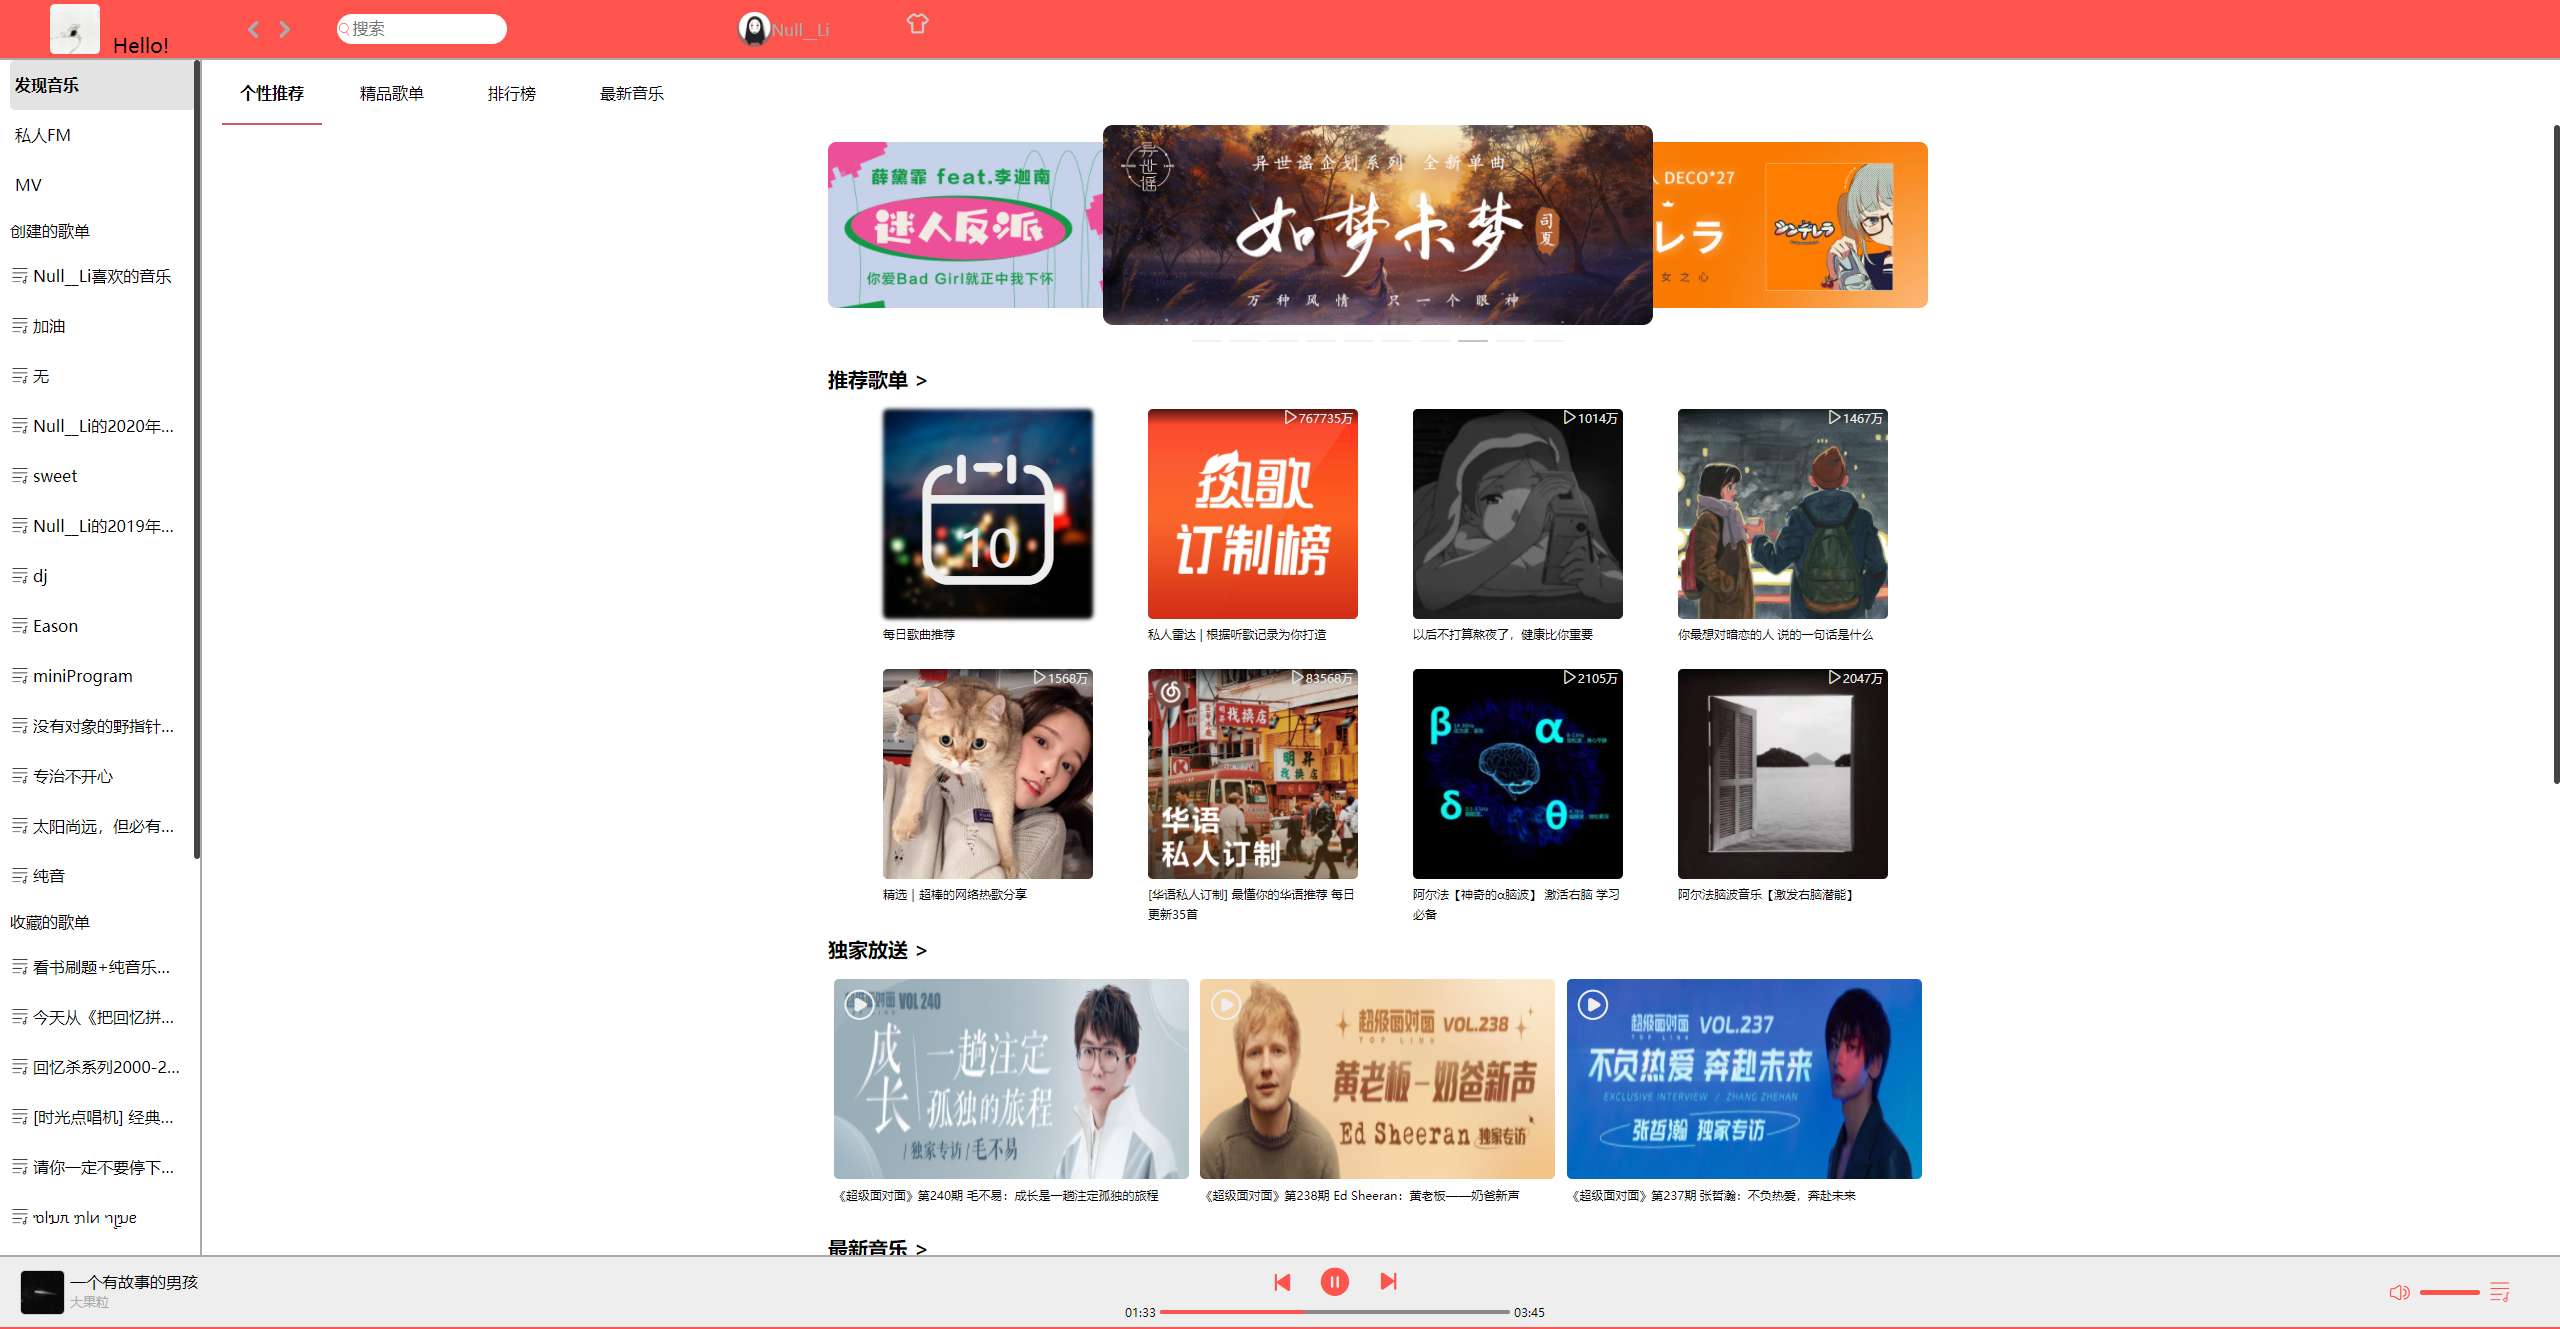 Hello!
搜索
Null__Li
发现音乐
私人FM
MV
创建的歌单
Null__Li喜欢的音乐
加油
无
Null__Li的2020年...
sweet
Null__Li的2019年...
dj
Eason
miniProgram
没有对象的野指针...
专治不开心
太阳尚远，但必有...
纯音
收藏的歌单
看书刷题+纯音乐...
今天从《把回忆拼...
回忆杀系列2000-2...
[时光点唱机] 经典...
请你一定不要停下...
个性推荐
精品歌单
排行榜
最新音乐
薛黛霏 feat.李迦南
迷人反派
你爱Bad Girl就正中我下怀
异世谣
异世谣企划系列 全新单曲
如梦未梦
司夏
万种风情 只一个眼神
人 DECO*27
レラ
女之心
シンデレラ
推荐歌单 >
10
每日歌曲推荐
767735万
热歌
订制榜
私人雷达 | 根据听歌记录为你打造
1014万
以后不打算熬夜了，健康比你重要
1467万
你最想对暗恋的人 说的一句话是什么
1568万
精选 | 超棒的网络热歌分享
83568万
找换店
明昇
找换店
华语
私人订制
[华语私人订制] 最懂你的华语推荐 每日
更新35首
2105万
β
α
δ
θ
阿尔法【神奇的α脑波】 激活右脑 学习
必备
2047万
阿尔法脑波音乐【激发右脑潜能】
独家放送 >
超级面对面 VOL 240
成长
一趟注定
孤独的旅程
/ 独家专访 / 毛不易
《超级面对面》第240期 毛不易：成长是一趟注定孤独的旅程
超级面对面 VOL.238
TOP LINK
黄老板—奶爸新声
Ed Sheeran 独家专访
《超级面对面》第238期 Ed Sheeran：黄老板——奶爸新声
超级面对面 VOL.237
TOP LINK
不负热爱 奔赴未来
EXCLUSIVE INTERVIEW / ZHANG ZHEHAN
张哲瀚 独家专访
《超级面对面》第237期 张哲瀚：不负热爱，奔赴未来
最新音乐 >
一个有故事的男孩
大果粒
01:33
03:45